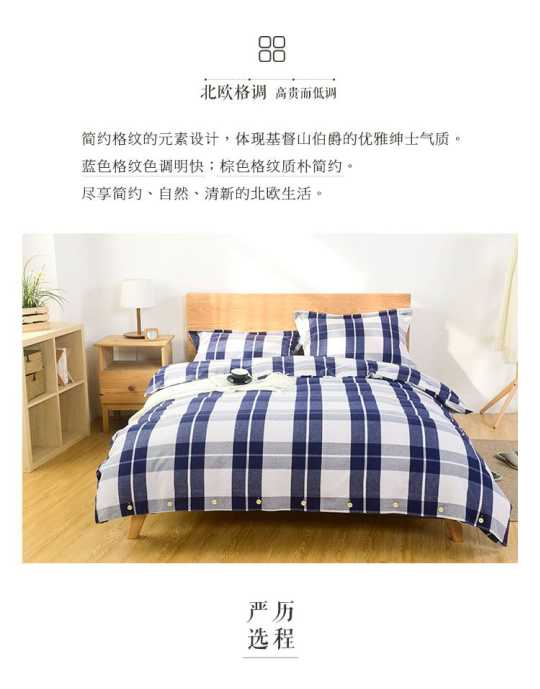 北欧格调 高贵而低调
简约格纹的元素设计，体现基督山伯爵的优雅绅士气质。
蓝色格纹色调明快；棕色格纹质朴简约。
尽享简约、自然、清新的北欧生活。
严历
选程